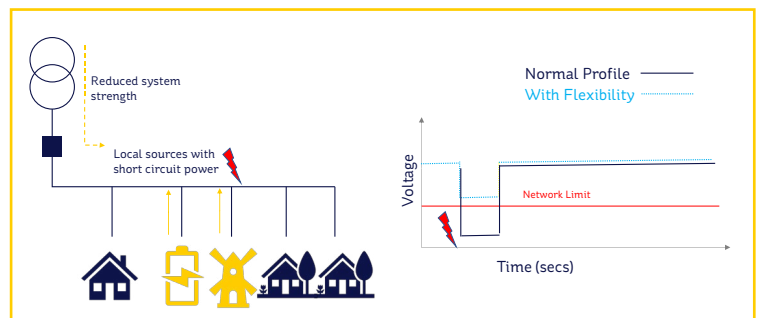 Reduced system
strength
Local sources with
short circuit power
Normal Profile
With Flexibility
Voltage
Network Limit
Time (secs)